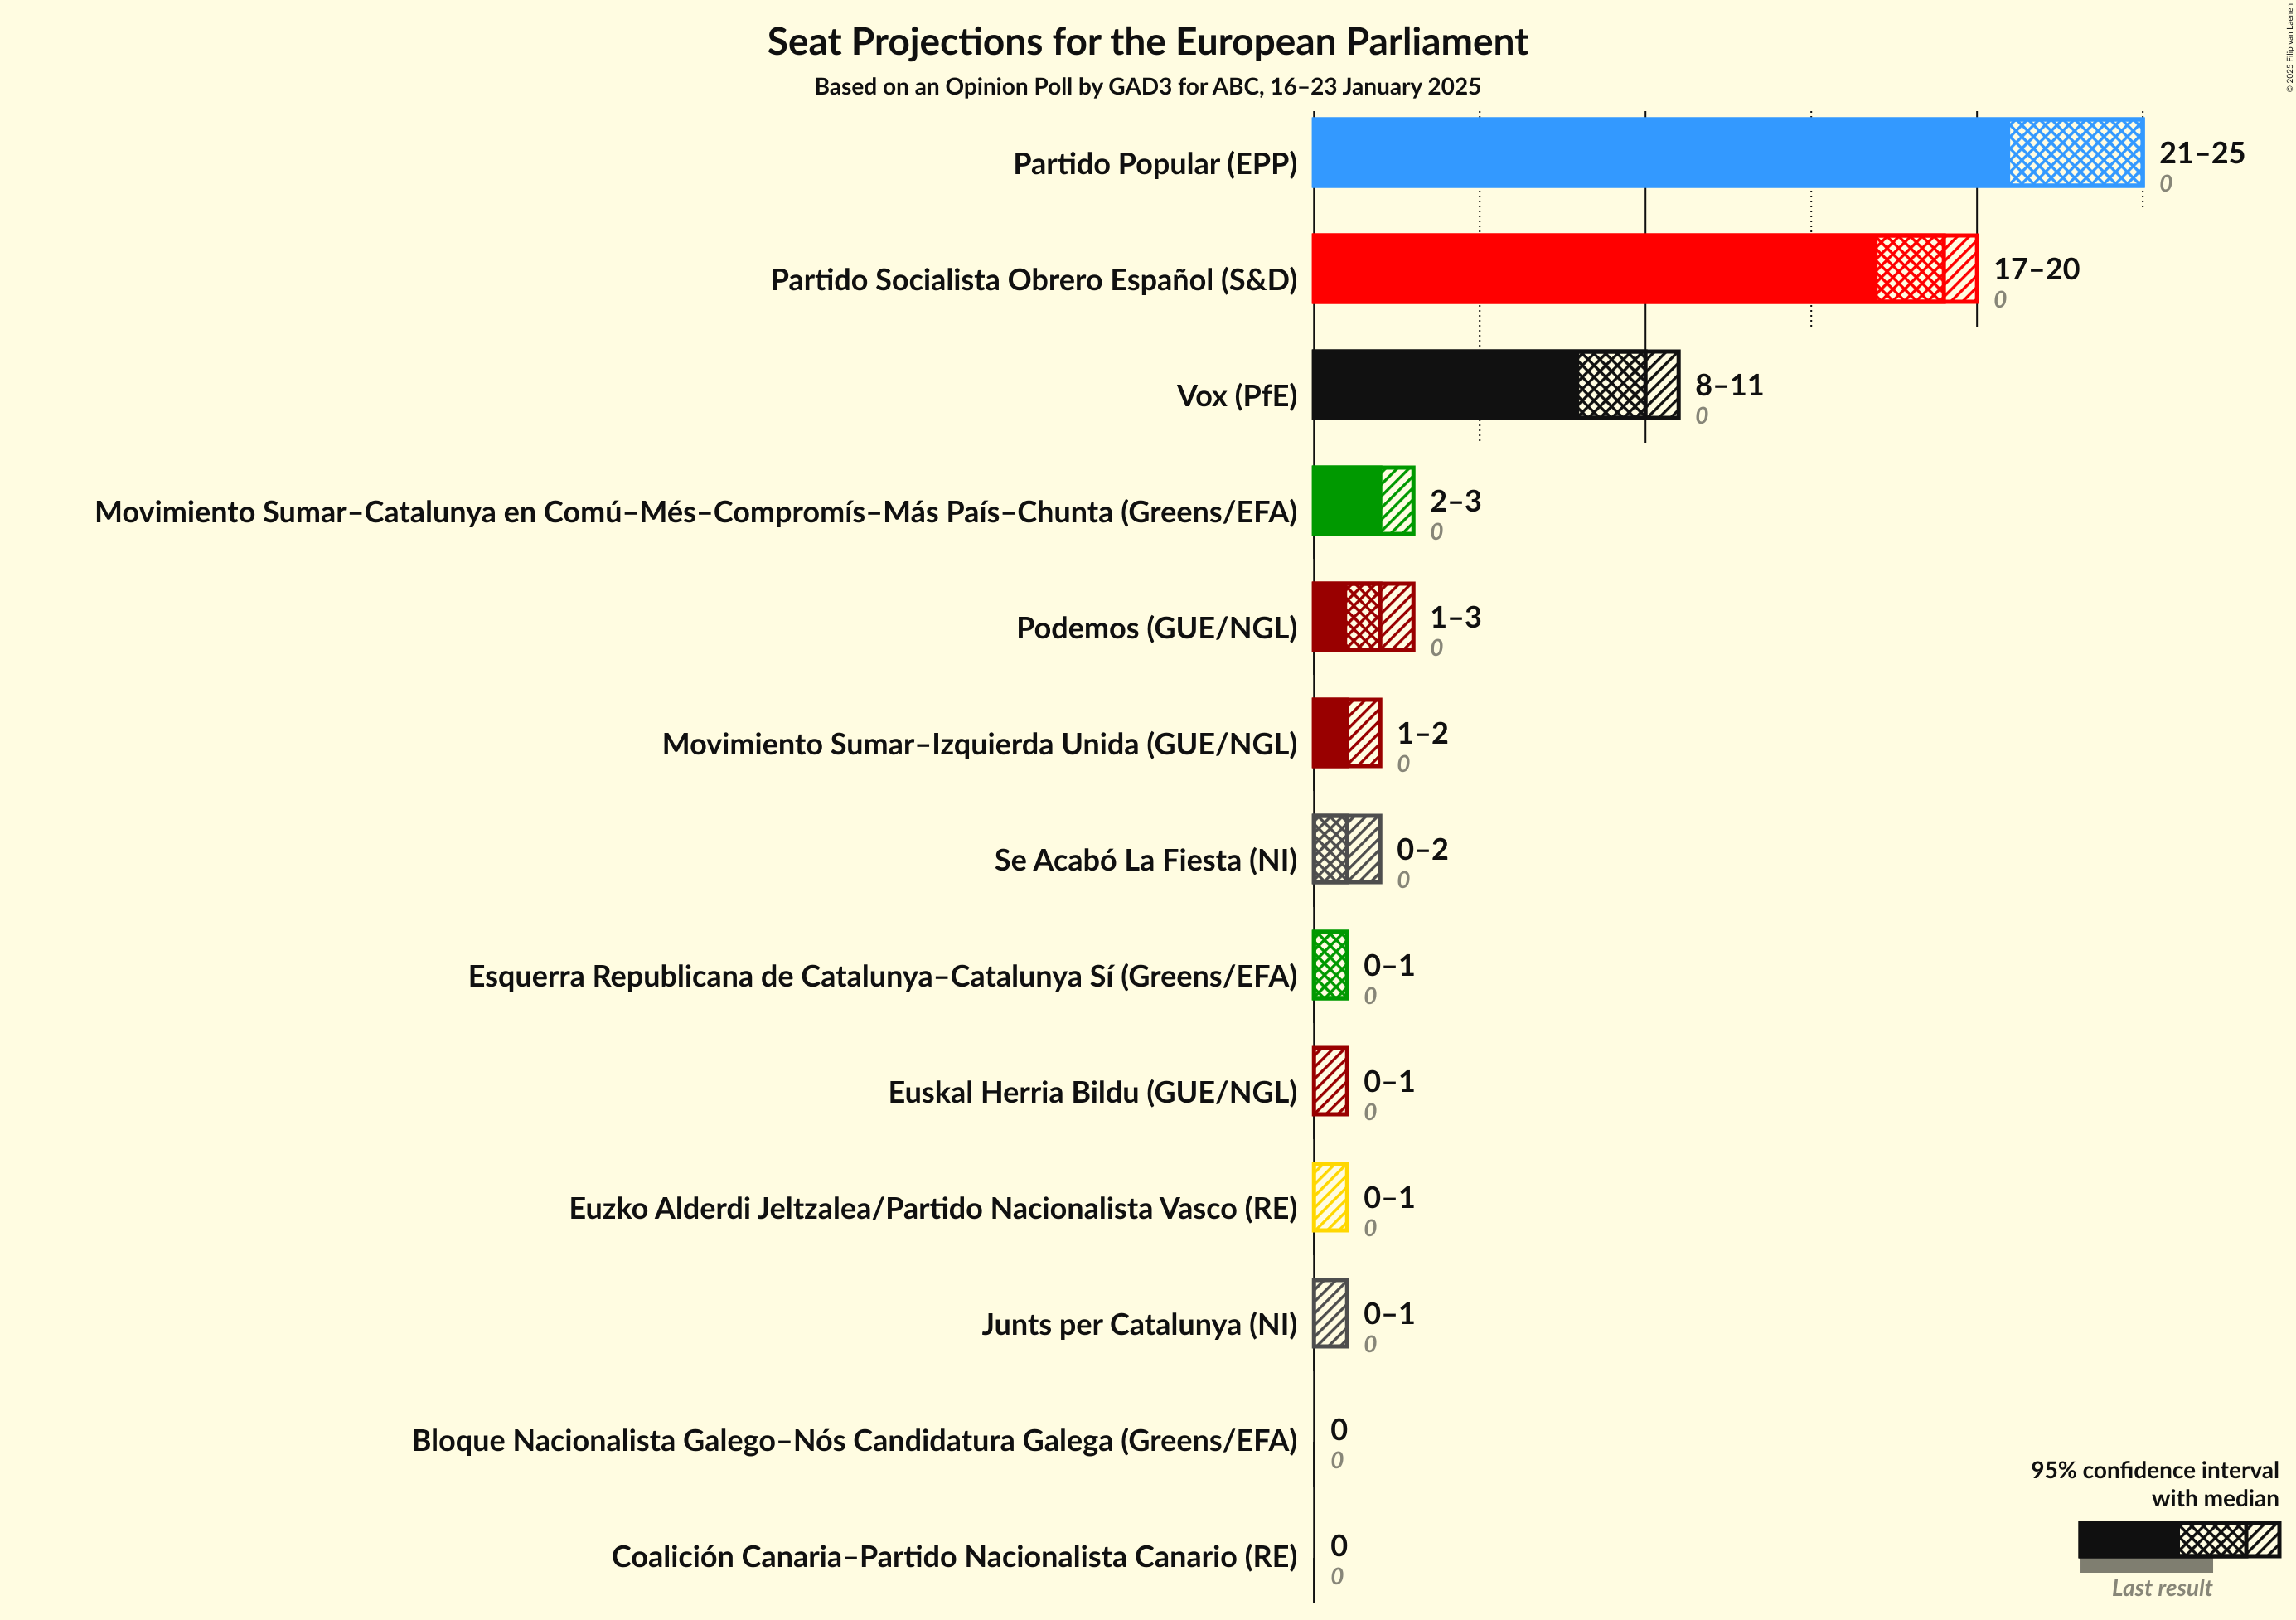 Seat Projections for the European Parliament
Based on an Opinion Poll by GAD3 for ABC, 16–23 January 2025
© 2025 Filip van Laenen
Partido Popular (EPP)
21–25
0
Partido Socialista Obrero Español (S&D)
17–20
0
Vox (PfE)
8–11
0
Movimiento Sumar–Catalunya en Comú–Més–Compromís–Más País–Chunta (Greens/EFA)
2–3
0
Podemos (GUE/NGL)
1–3
0
Movimiento Sumar–Izquierda Unida (GUE/NGL)
1–2
0
Se Acabó La Fiesta (NI)
0–2
0
Esquerra Republicana de Catalunya–Catalunya Sí (Greens/EFA)
0–1
0
Euskal Herria Bildu (GUE/NGL)
0–1
0
Euzko Alderdi Jeltzalea/Partido Nacionalista Vasco (RE)
0–1
0
Junts per Catalunya (NI)
0–1
0
Bloque Nacionalista Galego–Nós Candidatura Galega (Greens/EFA)
0
0
Coalición Canaria–Partido Nacionalista Canario (RE)
0
0
95% confidence interval
with median
Last result